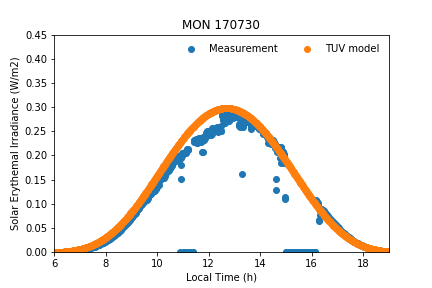 MON 170730
Measurement TUV model
Solar Erythemal Irradiance (W/m2)
0.45
0.40
0.35
0.30
0.25
0.20
0.15
0.10
0.05
0.00
6 8 10 12 14 16 18
Local Time (h)